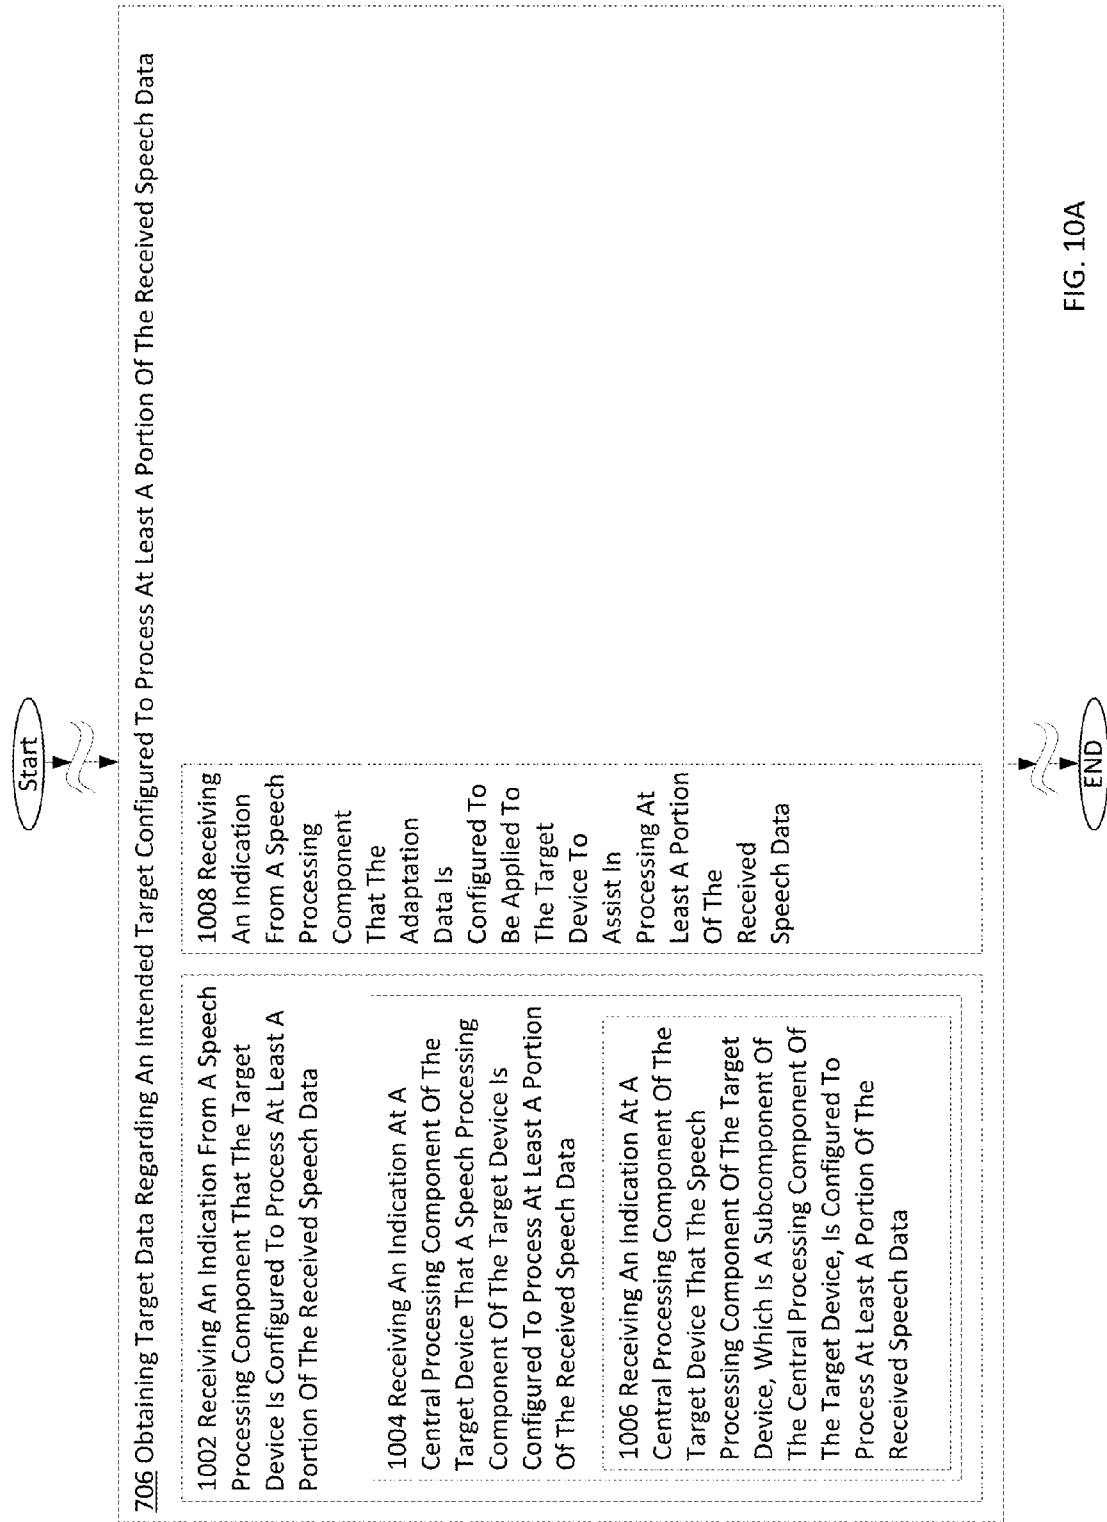 Start
706 Obtaining Target Data Regarding An Intended Target Configured To Process At Least A Portion Of The Received Speech Data
1002 Receiving An Indication From A Speech
Processing Component That The Target
Device Is Configured To Process At Least A
Portion Of The Received Speech Data
1004 Receiving An Indication At A
Central Processing Component Of The
Target Device That A Speech Processing
Component Of The Target Device Is
Configured To Process At Least A Portion
Of The Received Speech Data
1006 Receiving An Indication At A
Central Processing Component Of The
Target Device That The Speech
Processing Component Of The Target
Device, Which Is A Subcomponent Of
The Central Processing Component Of
The Target Device, Is Configured To
Process At Least A Portion Of The
Received Speech Data
1008 Receiving
An Indication
From A Speech
Processing
Component
That The
Adaptation
Data Is
Configured To
Be Applied To
The Target
Device To
Assist In
Processing At
Least A Portion
Of The
Received
Speech Data
END
FIG. 10A